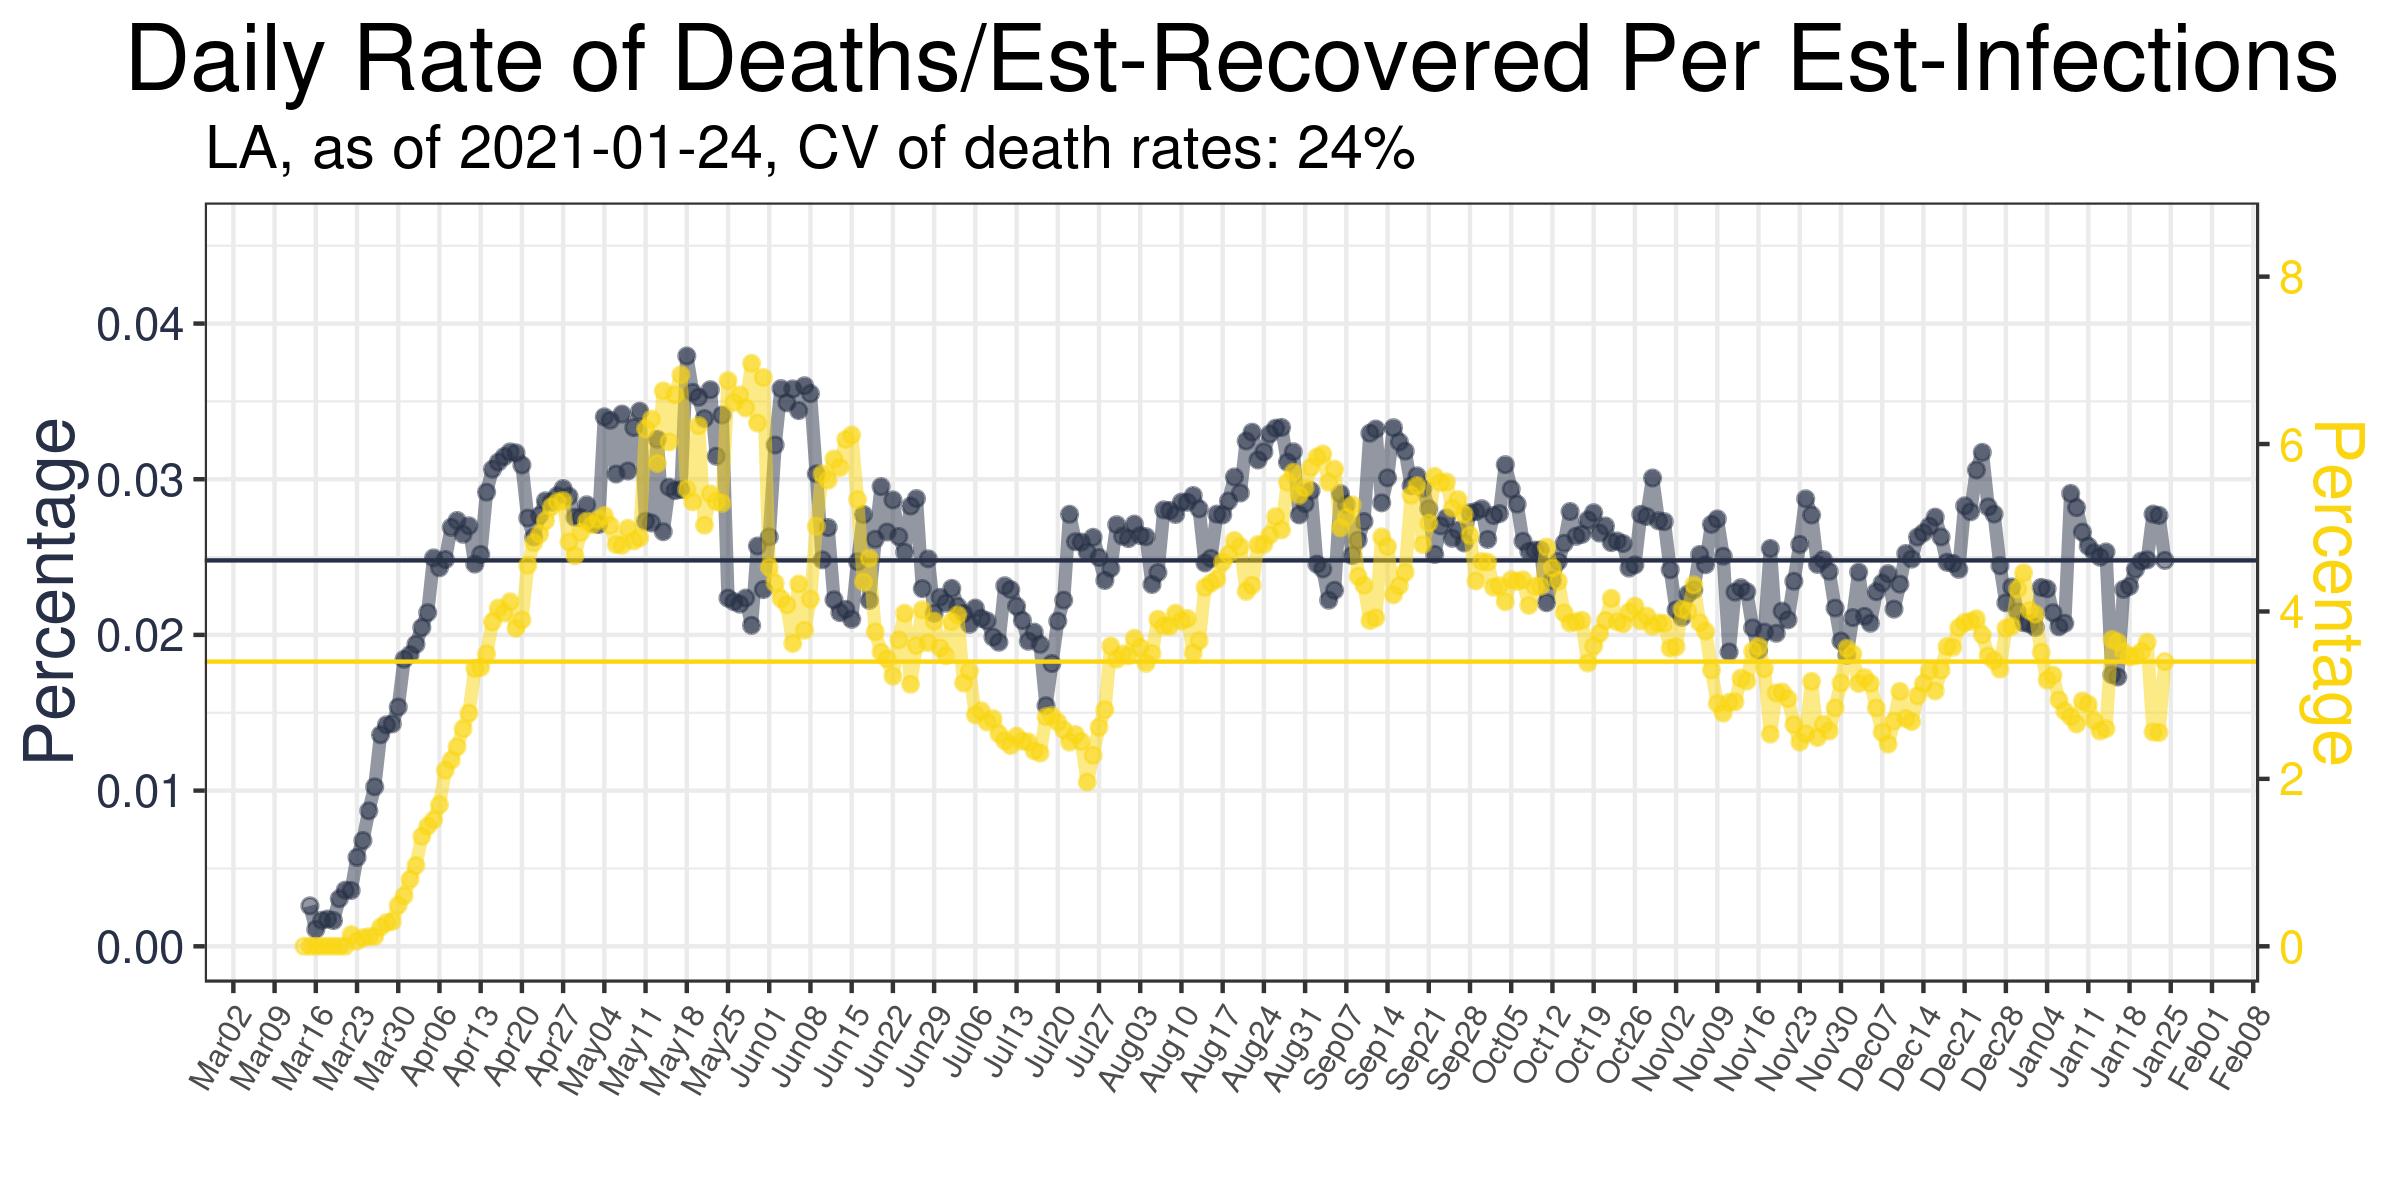 Daily Rate of Deaths/Est-Recovered Per Est-Infections
LA, as of 2021-01-24, CV of death rates: 24%
Percentage
0.04
0.03
0.02
0.01
0.00
8
6
4
2
0
Percentage
Mar02 Mar09 Mar16 Mar23 Mar30 Apr06 Apr13 Apr20 Apr27 May04 May11 May18 May25 Jun01 Jun08 Jun15 Jun22 Jun29 Jul06 Jul13 Jul20 Jul27 Aug03 Aug10 Aug17 Aug24 Aug31 Sep07 Sep14 Sep21 Sep28 Oct05 Oct12 Oct19 Oct26 Nov02 Nov09 Nov16 Nov23 Nov30 Dec07 Dec14 Dec21 Dec28 Jan04 Jan11 Jan18 Jan25 Feb01 Feb08